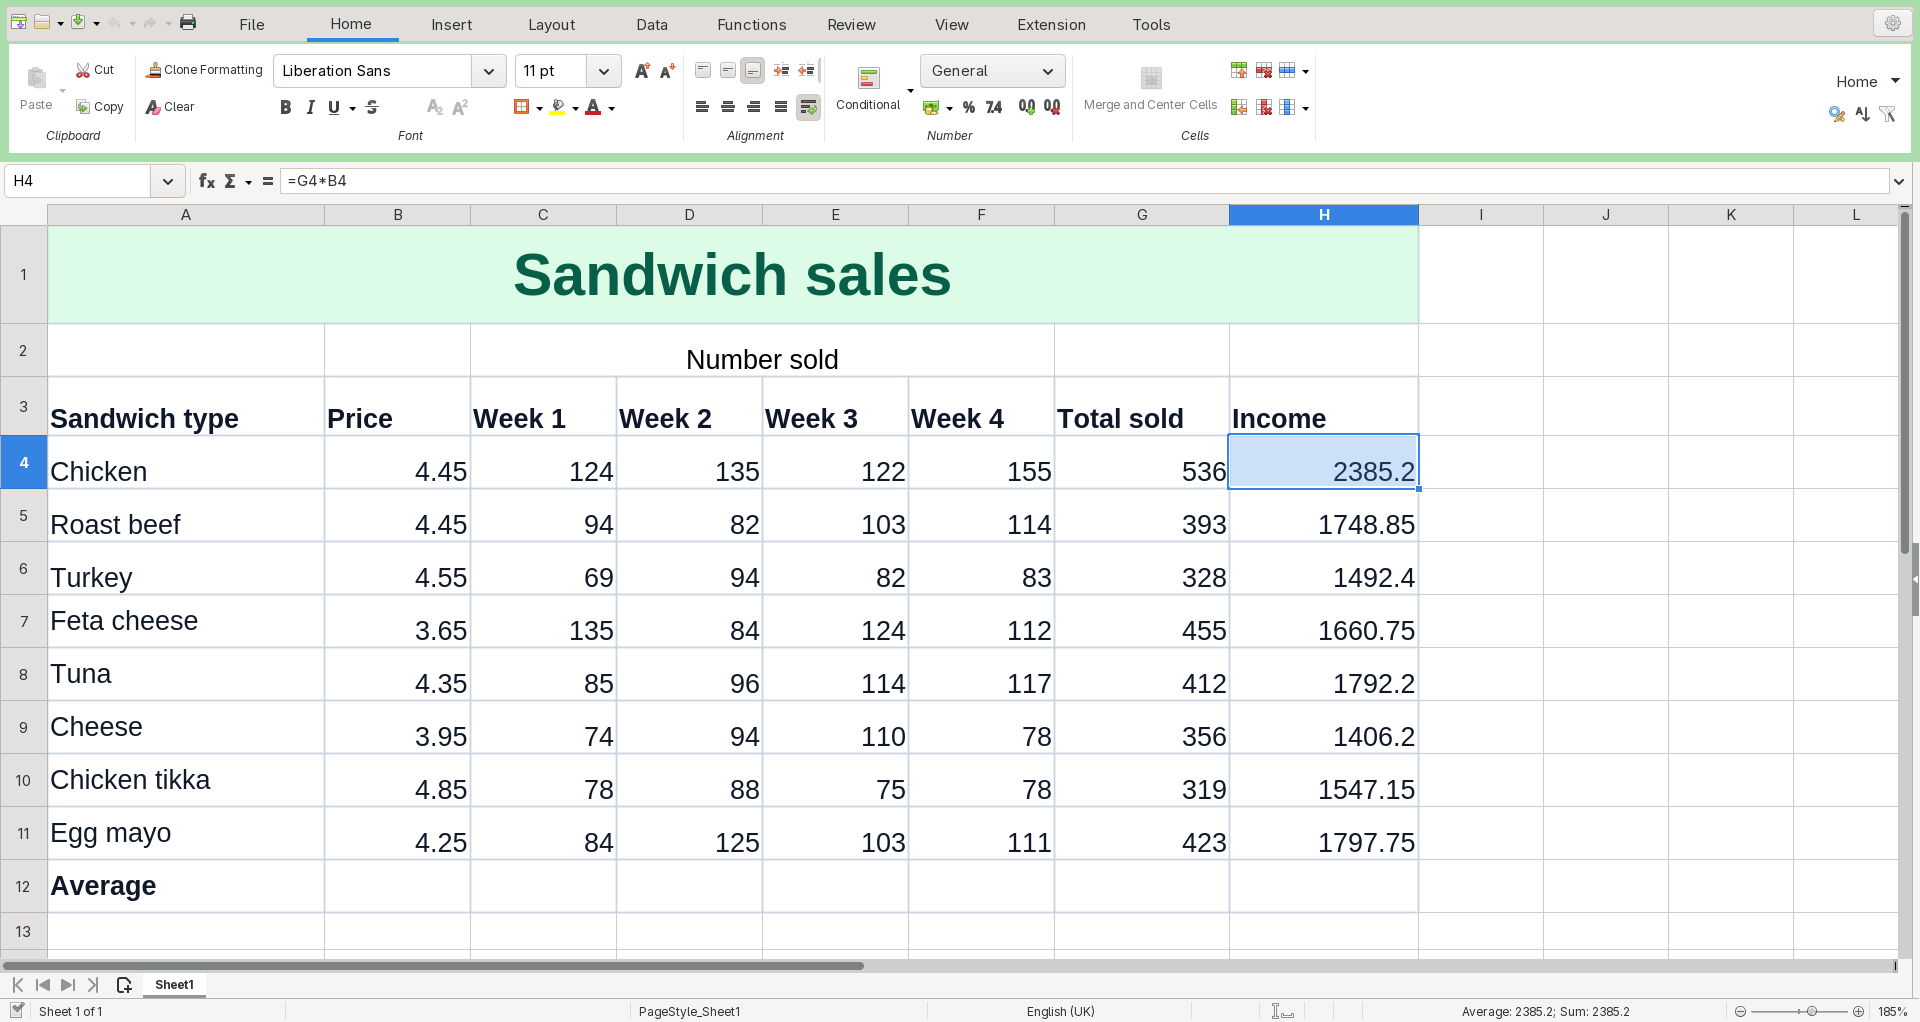 File Home Insert Layout Data Functions Review View Extension Tools
Paste Cut Copy Clone Formatting Clear
Liberation Sans 11 pt
Conditional General Merge and Center Cells Home
Clipboard Font Alignment Number Cells
H4 =G4*B4
A B C D E F G H I J K L
1 Sandwich sales
2 Number sold
3 Sandwich type Price Week 1 Week 2 Week 3 Week 4 Total sold Income
4 Chicken 4.45 124 135 122 155 536 2385.2
5 Roast beef 4.45 94 82 103 114 393 1748.85
6 Turkey 4.55 69 94 82 83 328 1492.4
7 Feta cheese 3.65 135 84 124 112 455 1660.75
8 Tuna 4.35 85 96 114 117 412 1792.2
9 Cheese 3.95 74 94 110 78 356 1406.2
10 Chicken tikka 4.85 78 88 75 78 319 1547.15
11 Egg mayo 4.25 84 125 103 111 423 1797.75
12 Average
13
Sheet1
Sheet 1 of 1 PageStyle_Sheet1 English (UK) Average: 2385.2; Sum: 2385.2 185%